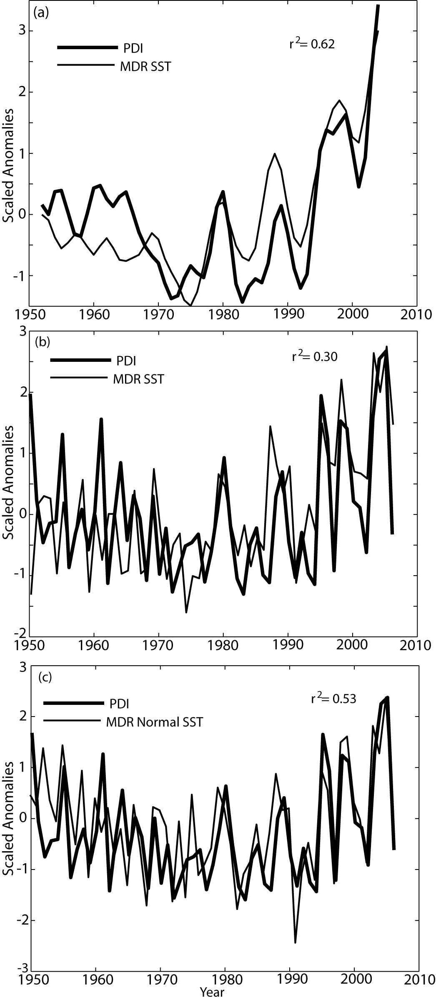 (a)
3
PDI
r²= 0.62
MDR SST
2
1
0
-1
Scaled Anomalies
1950 1960 1970 1980 1990 2000 2010
3
(b)
PDI
r²= 0.30
MDR SST
2
1
0
-1
-2
Scaled Anomalies
1950 1960 1970 1980 1990 2000 2010
3
(c)
PDI
r²= 0.53
MDR Normal SST
2
1
0
-1
-2
-3
Scaled Anomalies
1950 1960 1970 1980 1990 2000 2010
Year